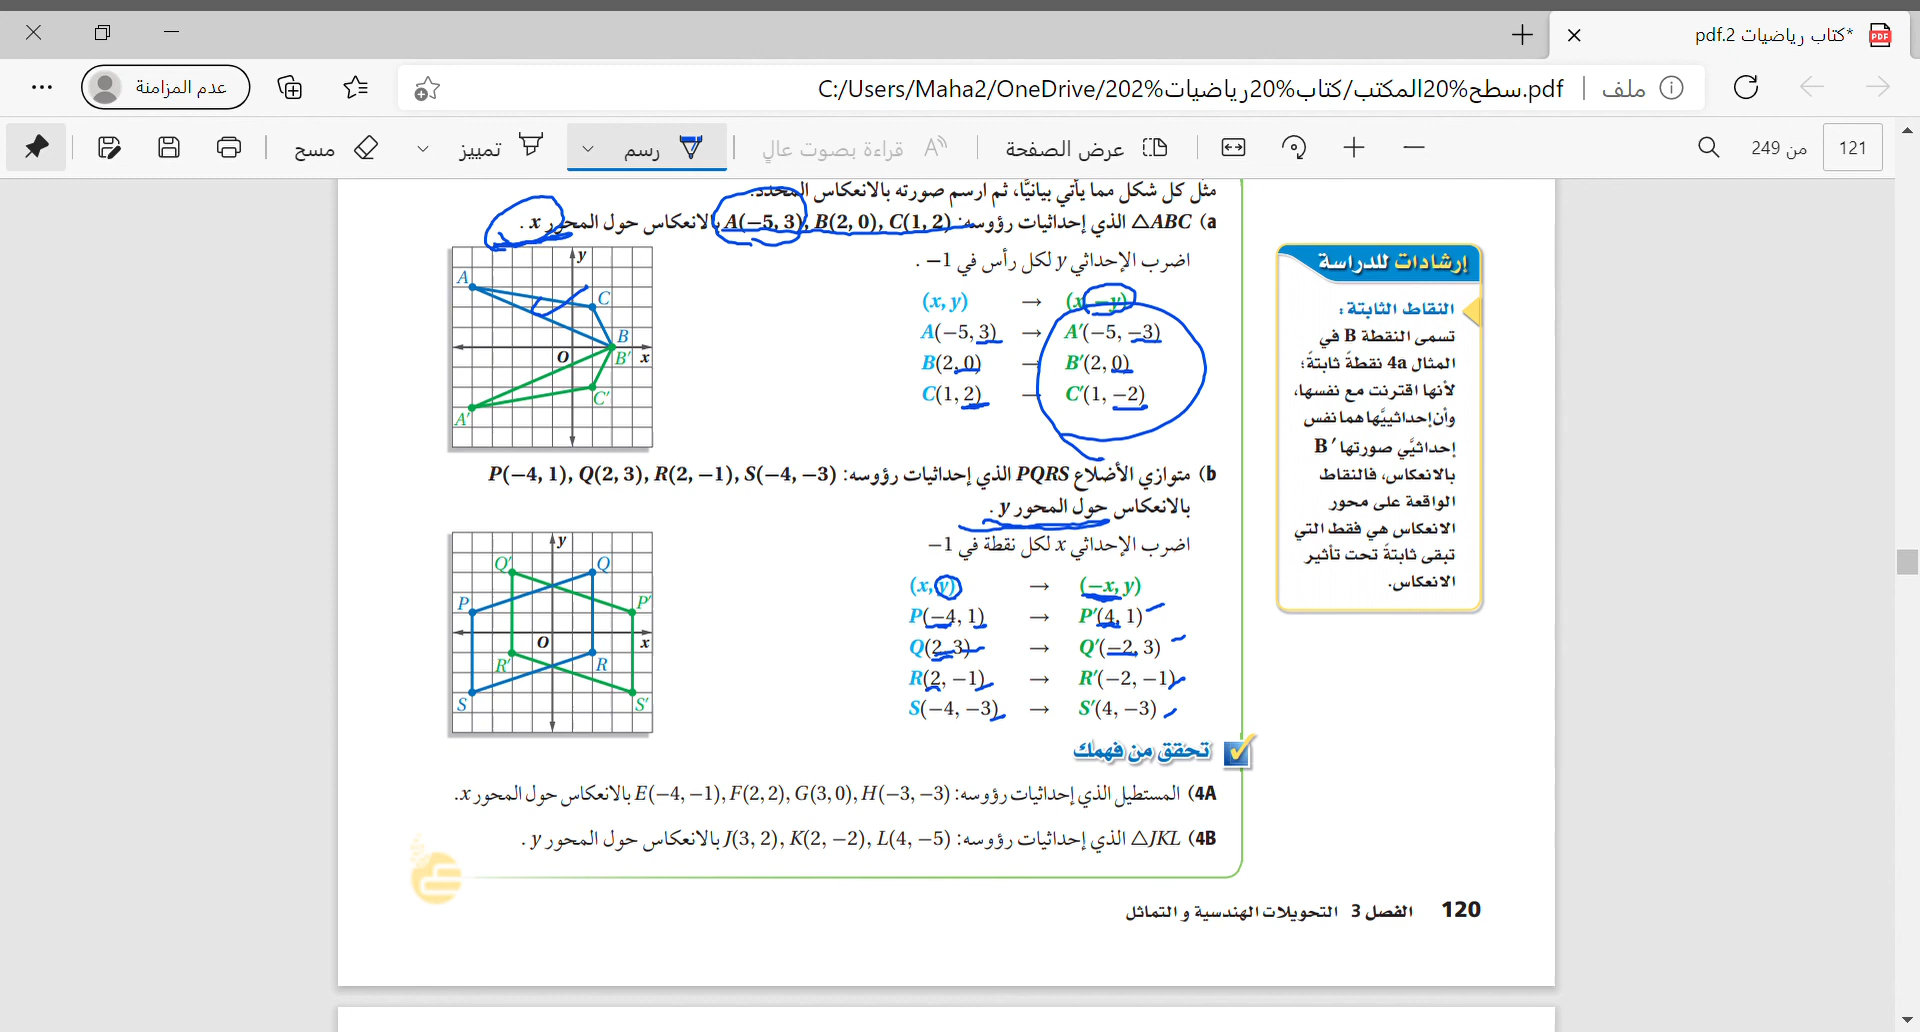 *كتاب رياضيات 2.pdf
عدم المزامنة
ملف
C:/Users/Maha2/OneDrive/سطح%20المكتب/كتاب%20رياضيات%202.pdf
121
من 249
عرض الصفحة
قراءة بصوت عالٍ
رسم
تمييز
مسح
مثّل كل شكل مما يأتي بيانيًّا، ثم ارسم صورته بالانعكاس المحدد:
a) △ABC الذي إحداثيات رؤوسه: A(−5, 3), B(2, 0), C(1, 2) بالانعكاس حول المحور x .
اضرب الإحداثي y لكل رأس في 1− .
(x, y) → (x, −y)
A(−5, 3) → A′(−5, −3)
B(2, 0) → B′(2, 0)
C(1, 2) → C′(1, −2)
y
A
C
B
O
x
B′
C′
A′
b) متوازي الأضلاع PQRS الذي إحداثيات رؤوسه: P(−4, 1), Q(2, 3), R(2, −1), S(−4, −3)
بالانعكاس حول المحور y .
اضرب الإحداثي x لكل نقطة في 1−
(x, y) → (−x, y)
P(−4, 1) → P′(4, 1)
Q(2, 3) → Q′(−2, 3)
R(2, −1) → R′(−2, −1)
S(−4, −3) → S′(4, −3)
y
Q′
Q
P
P′
O
x
R′
R
S
S′
تحقق من فهمك
4A) المستطيل الذي إحداثيات رؤوسه: E(−4, −1), F(2, 2), G(3, 0), H(−3, −3) بالانعكاس حول المحور x.
4B) △JKL الذي إحداثيات رؤوسه: J(3, 2), K(2, −2), L(4, −5) بالانعكاس حول المحور y .
إرشادات للدراسة
النقاط الثابتة :
تسمى النقطة B في
المثال 4a نقطةً ثابتةً؛
لأنها اقترنت مع نفسها،
وأن إحداثييَّها هما نفس
إحداثيَّي صورتها B′
بالانعكاس، فالنقاط
الواقعة على محور
الانعكاس هي فقط التي
تبقى ثابتةً تحت تأثير
الانعكاس.
120 الفصل 3 التحويلات الهندسية و التماثل